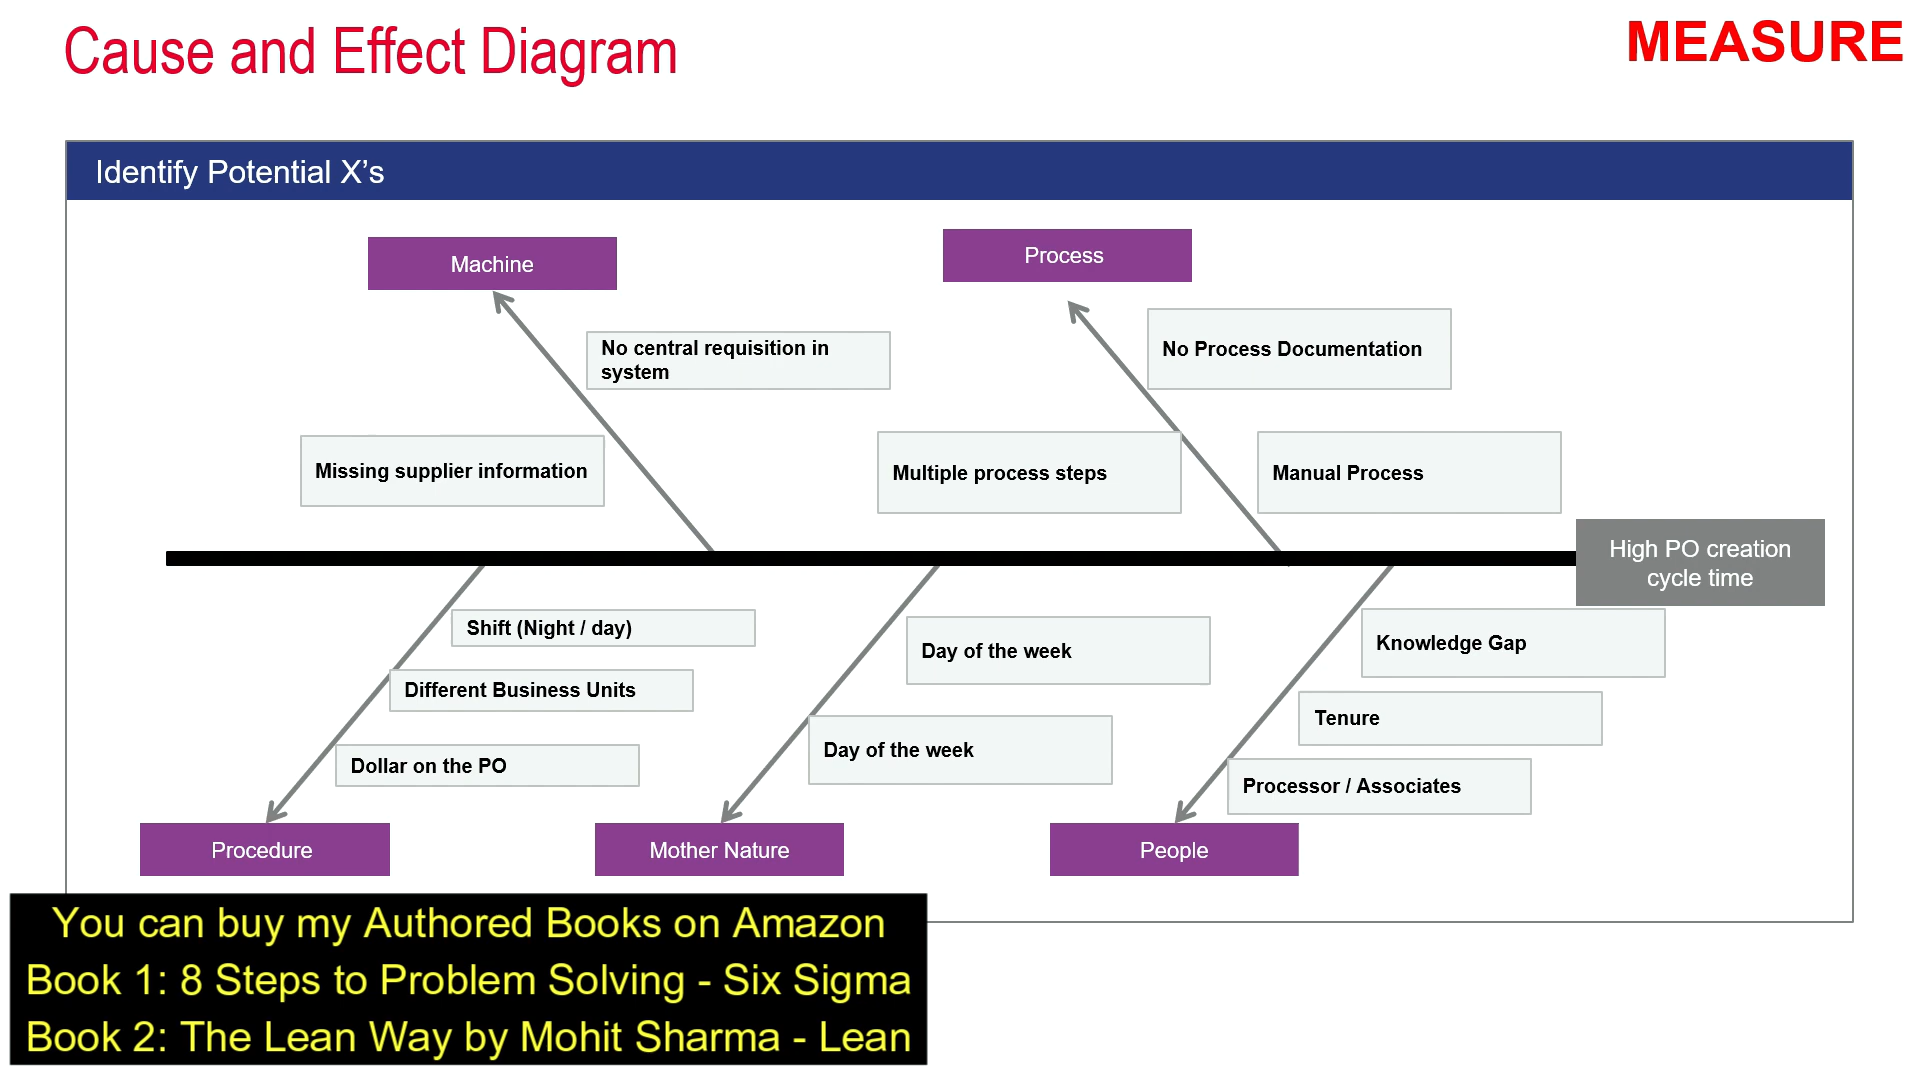 Cause and Effect Diagram
MEASURE
Identify Potential X’s
Machine
Process
No central requisition in
system
No Process Documentation
Missing supplier information
Multiple process steps
Manual Process
High PO creation
cycle time
Shift (Night / day)
Different Business Units
Dollar on the PO
Day of the week
Day of the week
Knowledge Gap
Tenure
Processor / Associates
Procedure
Mother Nature
People
You can buy my Authored Books on Amazon
Book 1: 8 Steps to Problem Solving - Six Sigma
Book 2: The Lean Way by Mohit Sharma - Lean